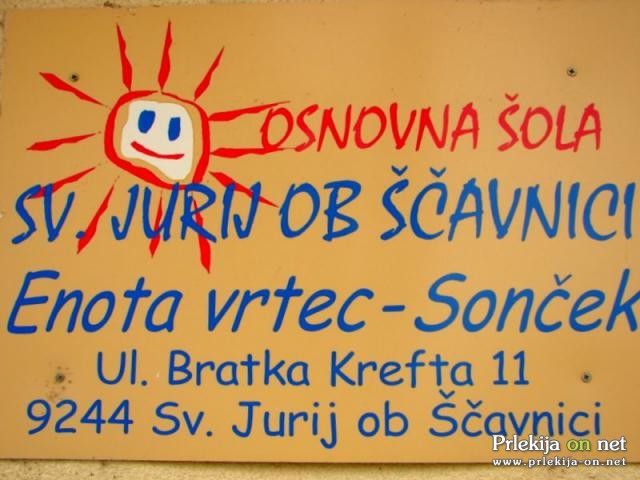 OSNOVNA ŠOLA
SV. JURIJ OB ŠČAVNICI
Enota vrtec - Sonček
Ul. Bratka Krefta 11
9244 Sv. Jurij ob Ščavnici
Prlekija on net
www.prlekija-on.net